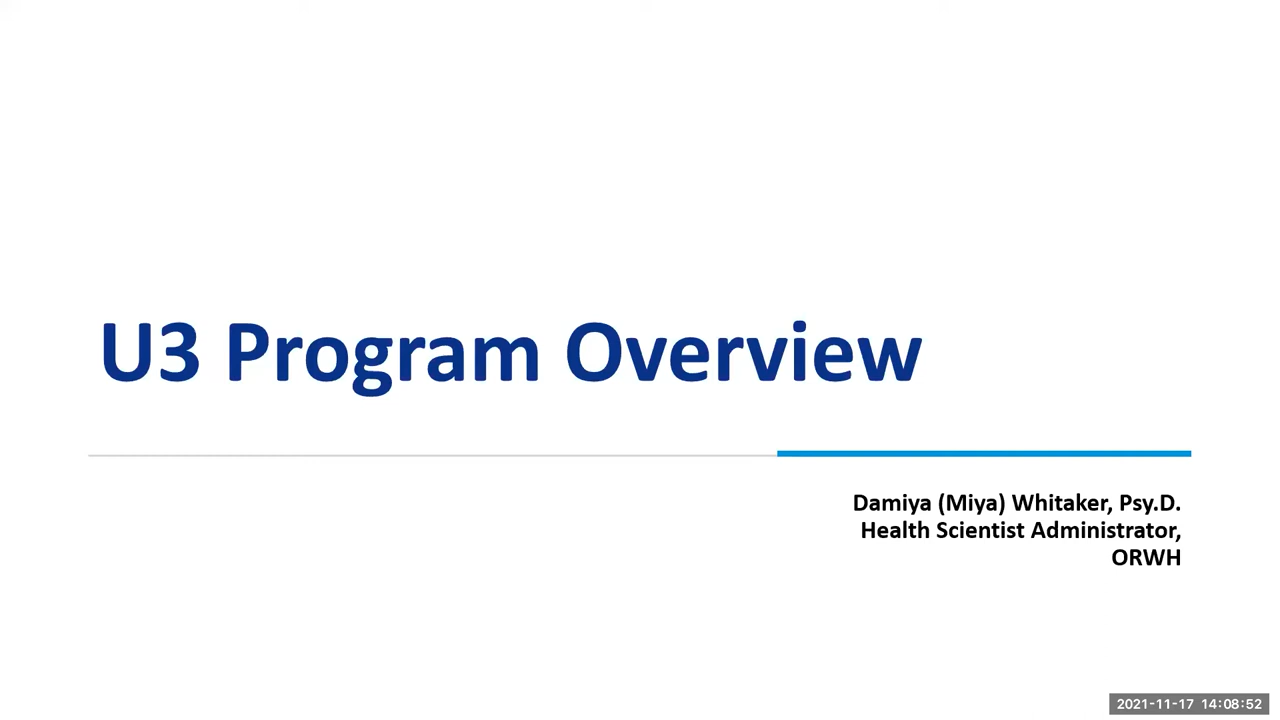 U3 Program Overview
Damiya (Miya) Whitaker, Psy.D.
Health Scientist Administrator,
ORWH
2021-11-17 14:08:52